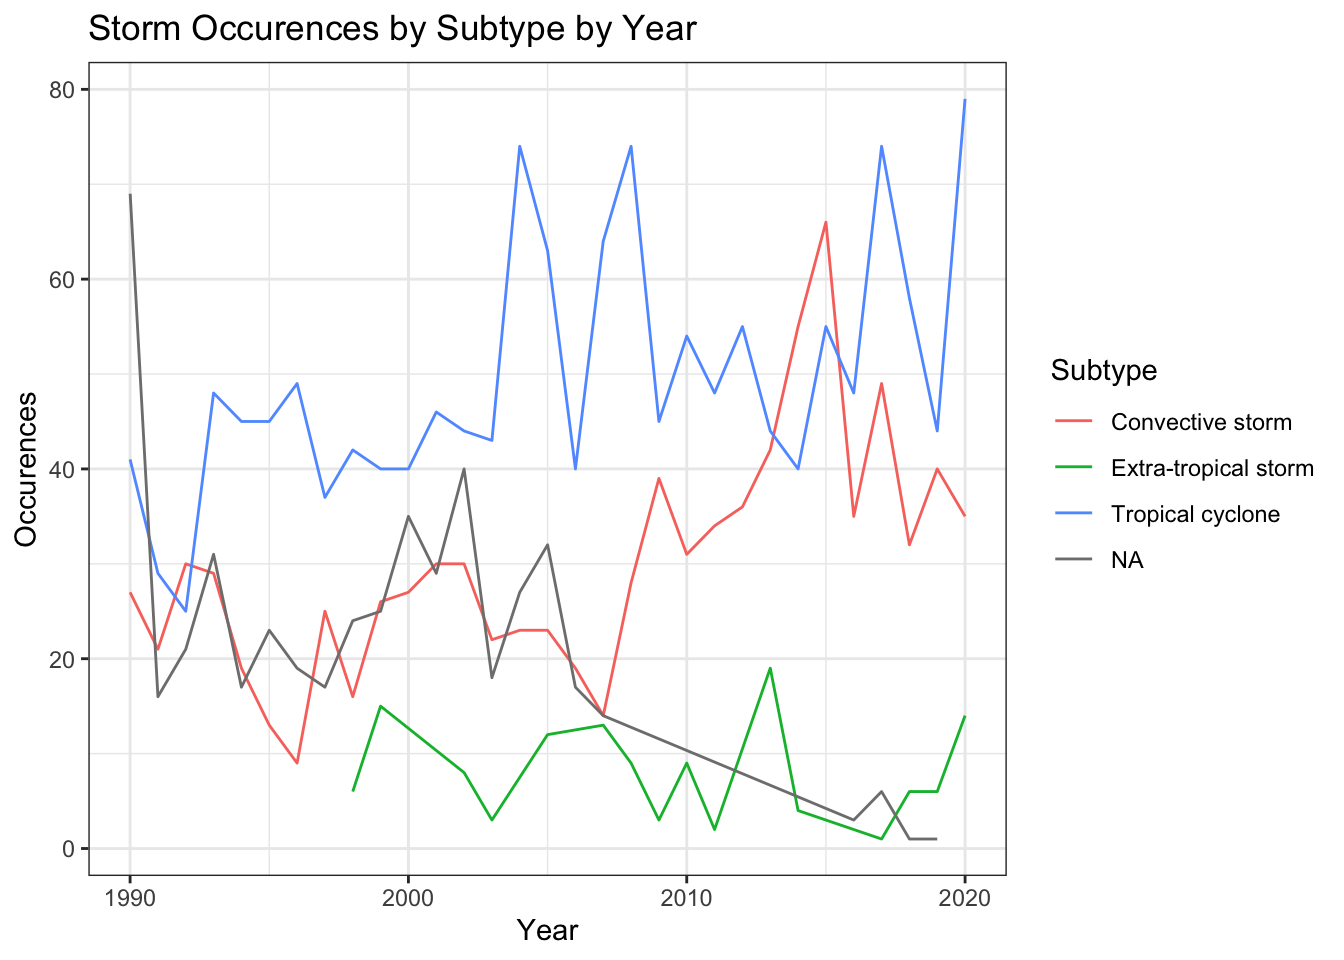 Storm Occurences by Subtype by Year
80
60
40
20
0
Occurences
1990
2000
2010
2020
Year
Subtype
Convective storm
Extra-tropical storm
Tropical cyclone
NA